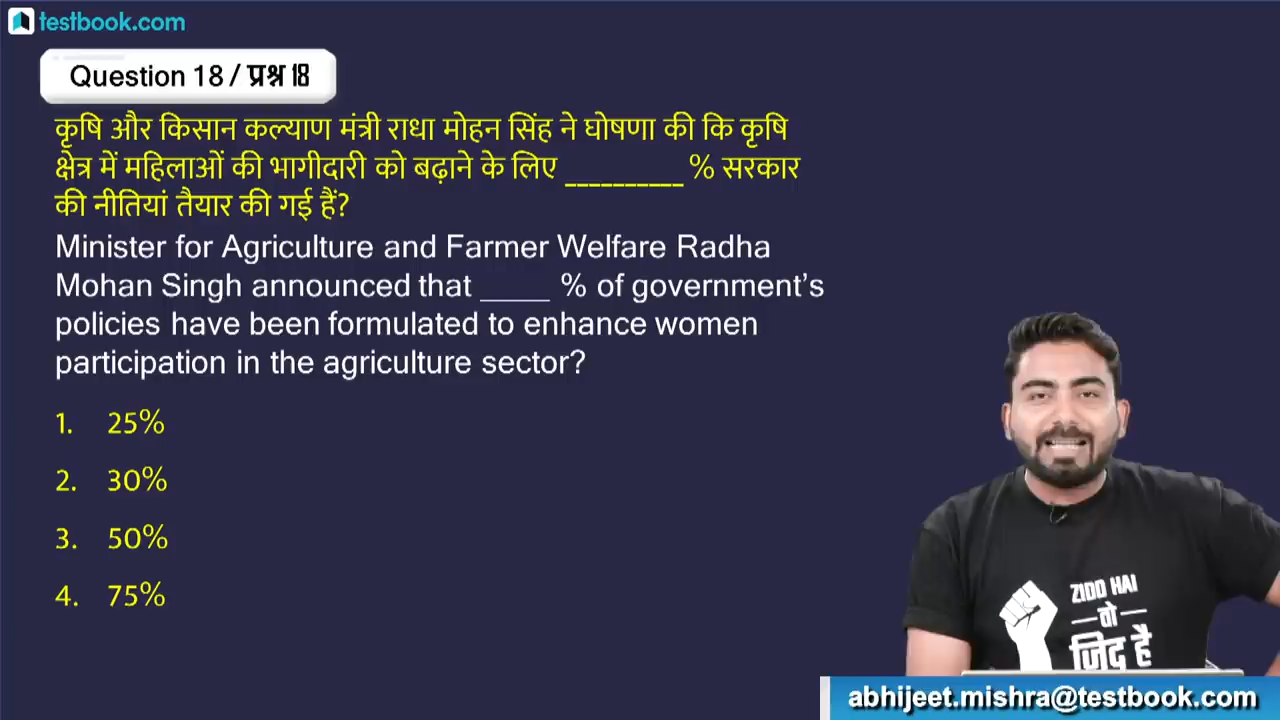 testbook.com
Question 18 / प्रश्न 18
कृषि और किसान कल्याण मंत्री राधा मोहन सिंह ने घोषणा की कि कृषि
क्षेत्र में महिलाओं की भागीदारी को बढ़ाने के लिए __________ % सरकार
की नीतियां तैयार की गई हैं?
Minister for Agriculture and Farmer Welfare Radha
Mohan Singh announced that ____ % of government’s
policies have been formulated to enhance women
participation in the agriculture sector?
1. 25%
2. 30%
3. 50%
4. 75%
ZIDD HAI
वो
ज़िद है
abhijeet.mishra@testbook.com